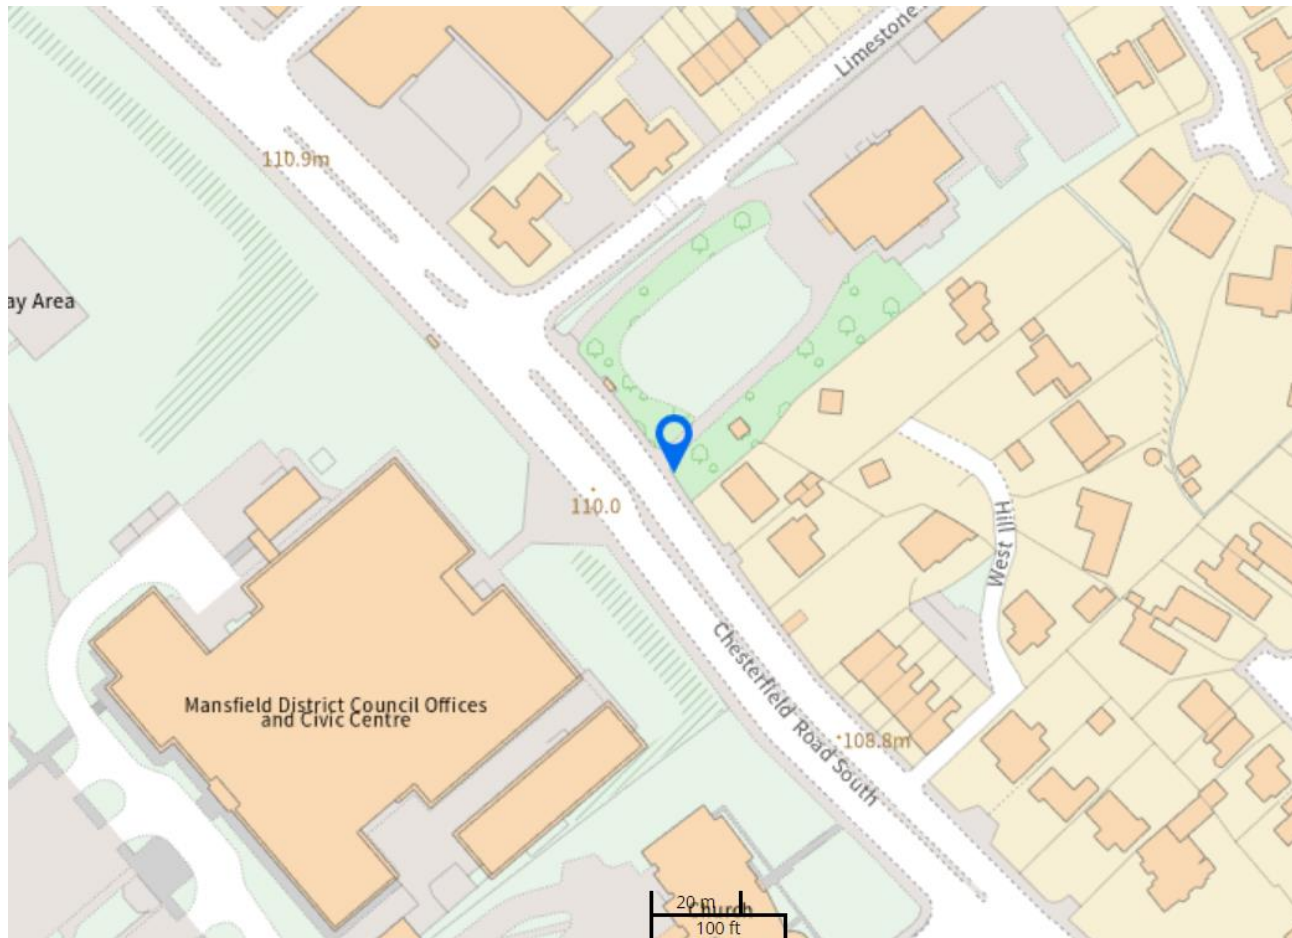 Limestone
110.9m
ay Area
110.0
West Hill
Chesterfield Road South
Mansfield District Council Offices
and Civic Centre
108.8m
Church
20 m
100 ft